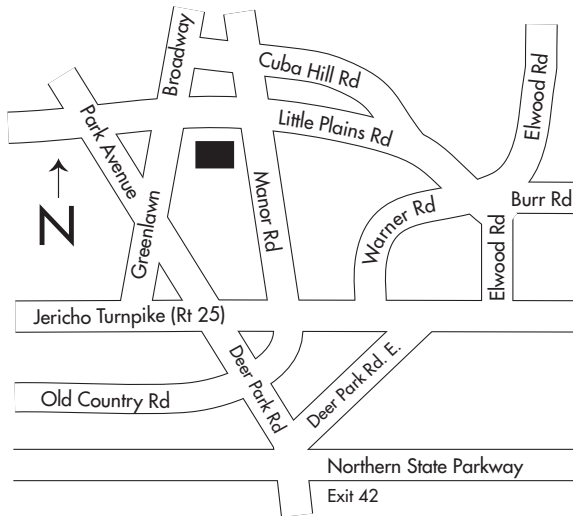 Broadway
Cuba Hill Rd
Elwood Rd
Park Avenue
Little Plains Rd
N
Greenlawn
Manor Rd
Warner Rd
Burr Rd
Elwood Rd
Jericho Turnpike (Rt 25)
Deer Park Rd
Deer Park Rd. E.
Old Country Rd
Northern State Parkway
Exit 42